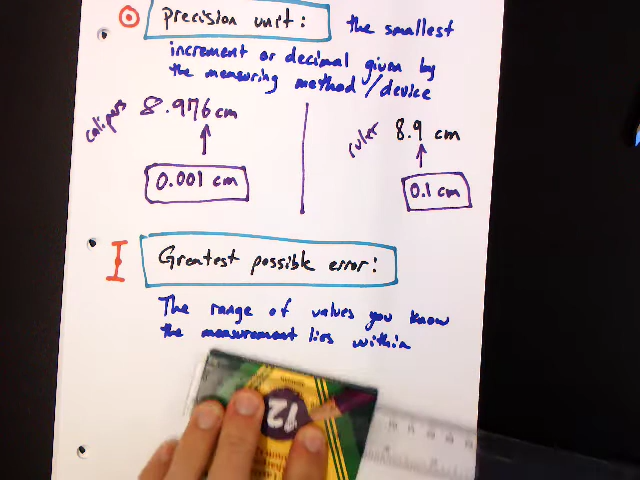 precision unit:
the smallest
increment or decimal given by
the measuring method/device
calipers 8.976 cm
0.001 cm
ruler 8.9 cm
0.1 cm
Greatest possible error:
The range of values you know
the measurement lies within
12